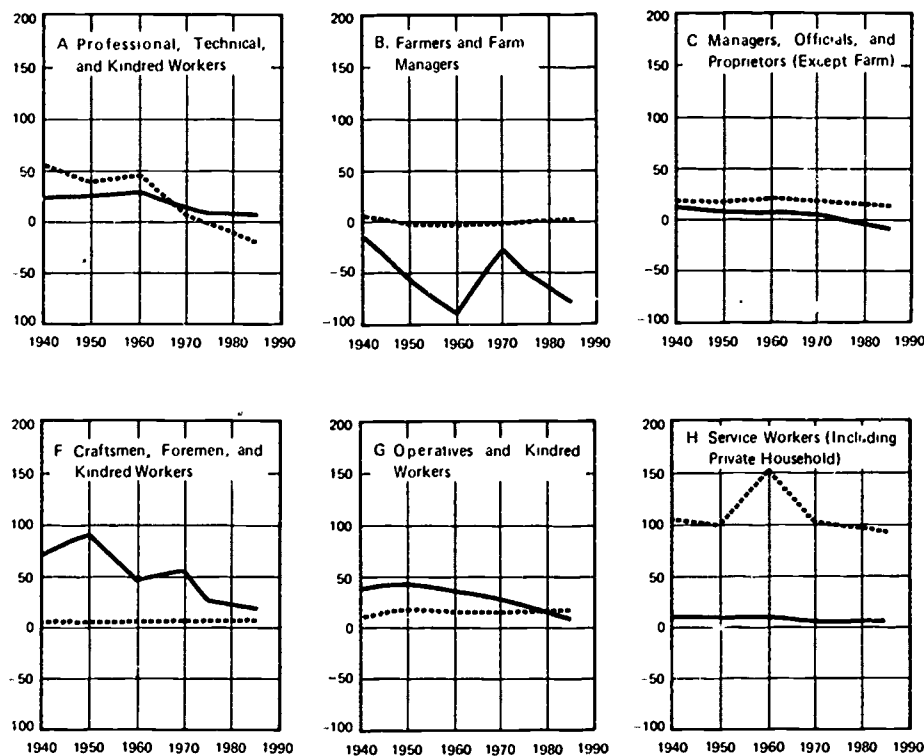 200
150
100
50
0
-50
100
1940 1950 1960 1970 1980 1990
A Professional, Technical,
and Kindred Workers
200
150
100
50
0
-50
-100
1940 1950 1960 1970 1980 1990
B. Farmers and Farm
Managers
200
150
100
50
0
-50
-100
1940 1950 1960 1970 1980 1990
C Managers, Officials, and
Proprietors (Except Farm)
200
150
100
50
0
-50
100
1940 1950 1960 1970 1980 1990
F Craftsmen, Foremen, and
Kindred Workers
200
150
100
50
0
-50
-100
1940 1950 1960 1970 1980 1990
G Operatives and Kindred
Workers
200
150
100
50
0
-50
-100
1940 1950 1960 1970 1980 1990
H Service Workers (Including
Private Household)